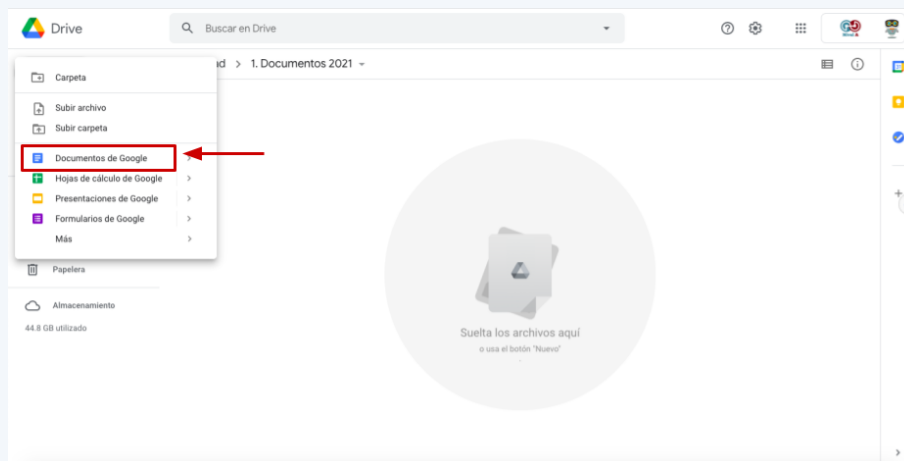 Drive
Buscar en Drive
ad > 1. Documentos 2021
Carpeta
Subir archivo
Subir carpeta
Documentos de Google
Hojas de cálculo de Google
Presentaciones de Google
Formularios de Google
Más
Papelera
Almacenamiento
44.8 GB utilizado
Suelta los archivos aquí
o usa el botón "Nuevo"